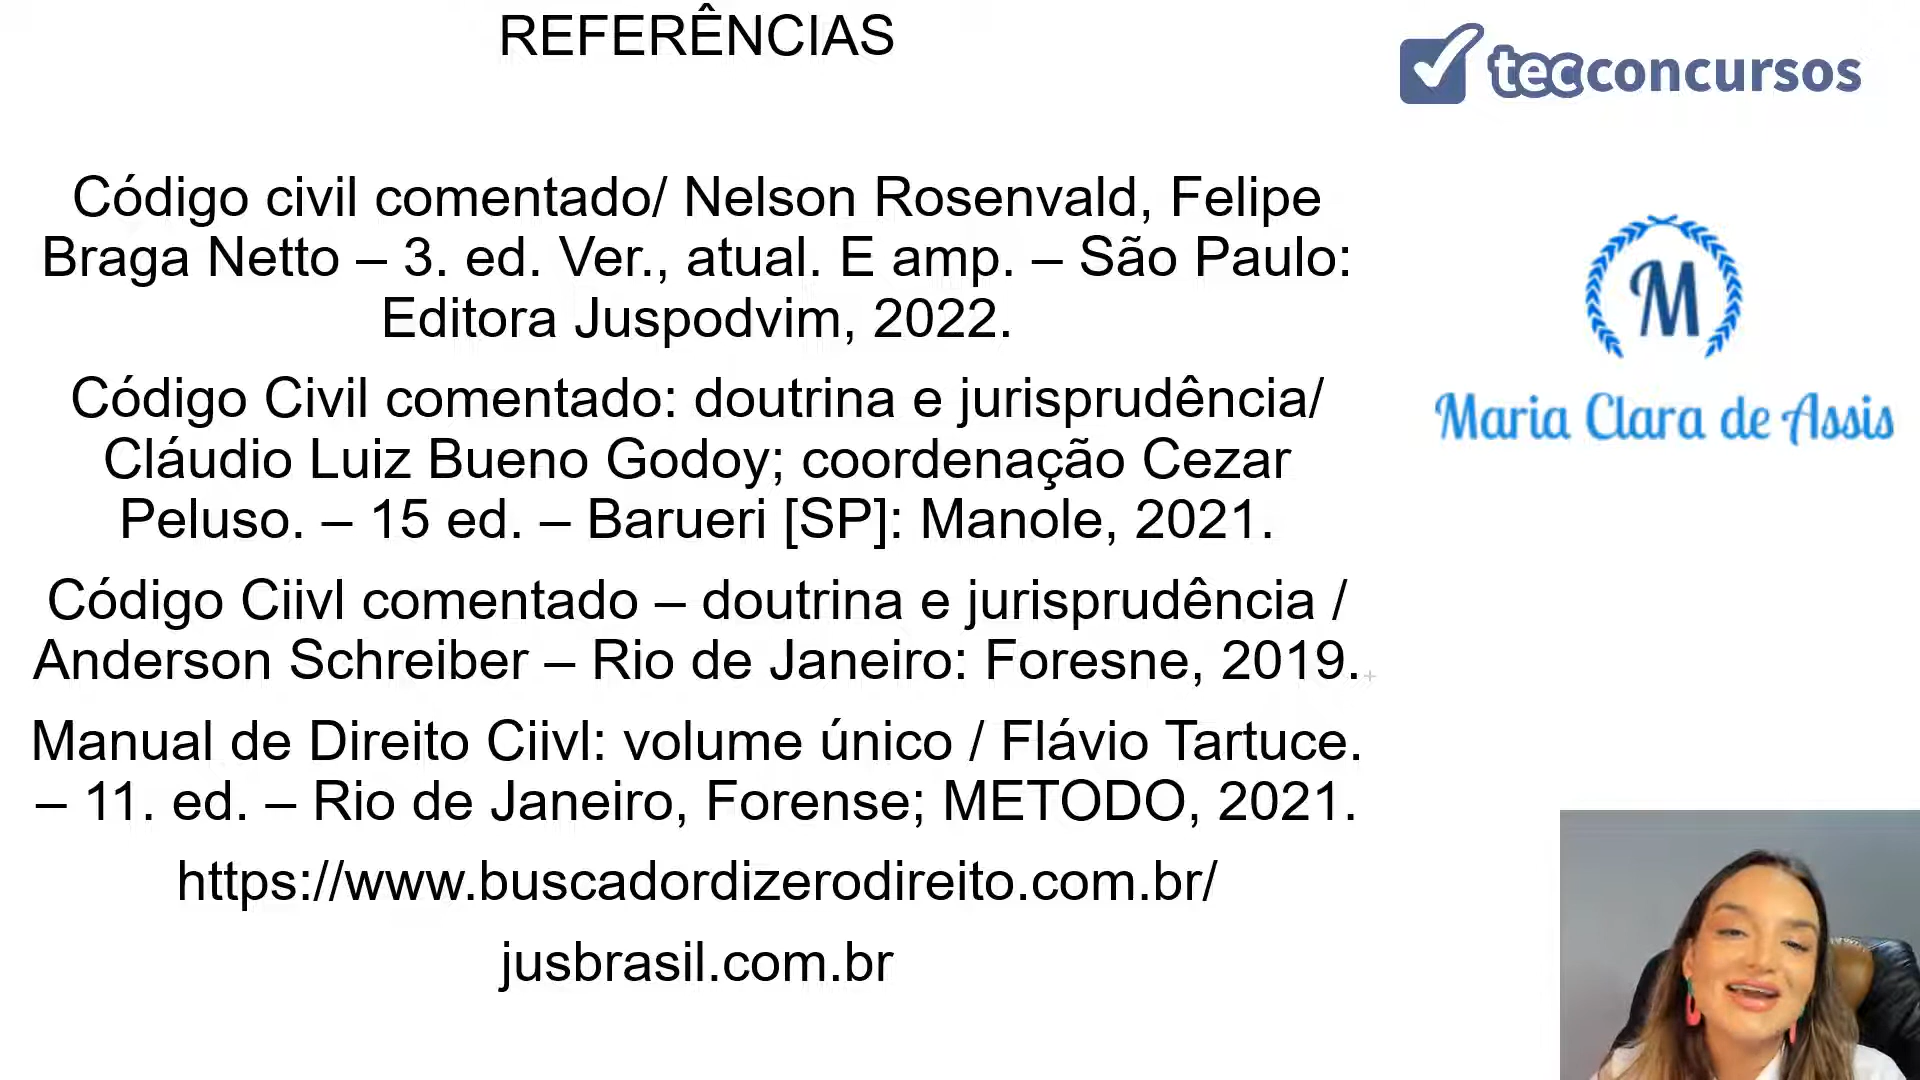 REFERÊNCIAS
tecconcursos
Código civil comentado/ Nelson Rosenvald, Felipe
Braga Netto – 3. ed. Ver., atual. E amp. – São Paulo:
Editora Juspodvim, 2022.
M
Maria Clara de Assis
Código Civil comentado: doutrina e jurisprudência/
Cláudio Luiz Bueno Godoy; coordenação Cezar
Peluso. – 15 ed. – Barueri [SP]: Manole, 2021.
Código Ciivl comentado – doutrina e jurisprudência /
Anderson Schreiber – Rio de Janeiro: Foresne, 2019.
Manual de Direito Ciivl: volume único / Flávio Tartuce.
– 11. ed. – Rio de Janeiro, Forense; METODO, 2021.
https://www.buscadordizerodireito.com.br/
jusbrasil.com.br